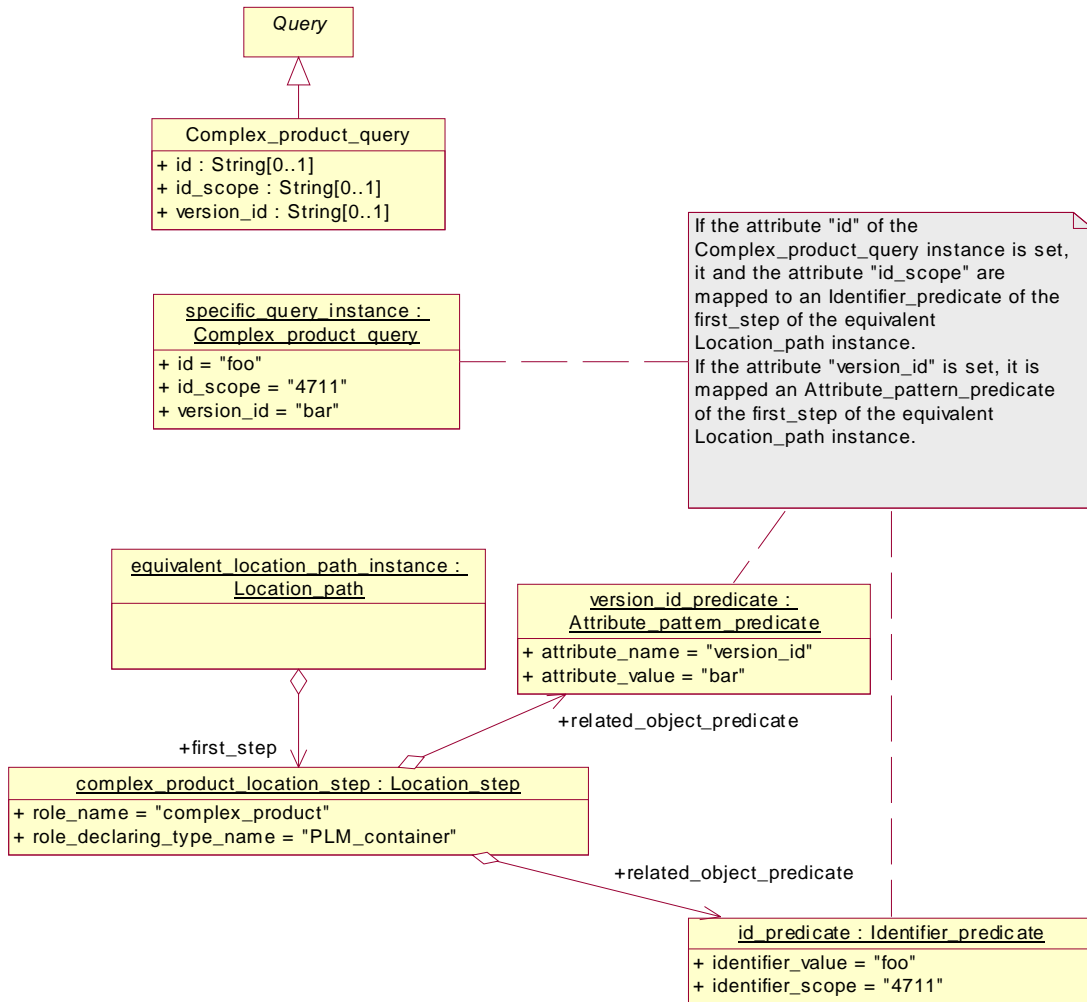 Query
Complex_product_query
+ id : String[0..1]
+ id_scope : String[0..1]
+ version_id : String[0..1]
If the attribute "id" of the
Complex_product_query instance is set,
it and the attribute "id_scope" are
mapped to an Identifier_predicate of the
first_step of the equivalent
Location_path instance.
If the attribute "version_id" is set, it is
mapped an Attribute_pattern_predicate
of the first_step of the equivalent
Location_path instance.
specific_query_instance :
Complex_product_query
+ id = "foo"
+ id_scope = "4711"
+ version_id = "bar"
equivalent_location_path_instance :
Location_path
version_id_predicate :
Attribute_pattern_predicate
+ attribute_name = "version_id"
+ attribute_value = "bar"
+related_object_predicate
+first_step
complex_product_location_step : Location_step
+ role_name = "complex_product"
+ role_declaring_type_name = "PLM_container"
+related_object_predicate
id_predicate : Identifier_predicate
+ identifier_value = "foo"
+ identifier_scope = "4711"